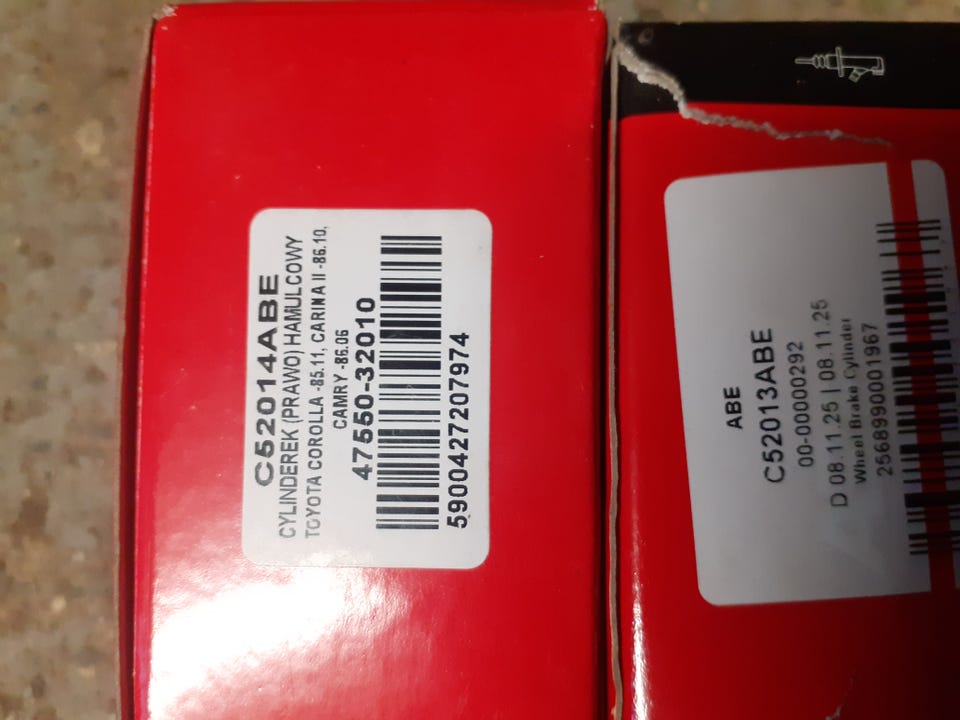 C52014ABE
CYLINDEREK (PRAWO) HAMULCOWY
TOYOTA COROLLA -85.11, CARINA II -86.10,
CAMRY -86.06
47550-32010
5900427207974
ABE
C52013ABE
00-00000292
D 08.11.25 | 08.11.25
Wheel Brake Cylinder
2568990001967